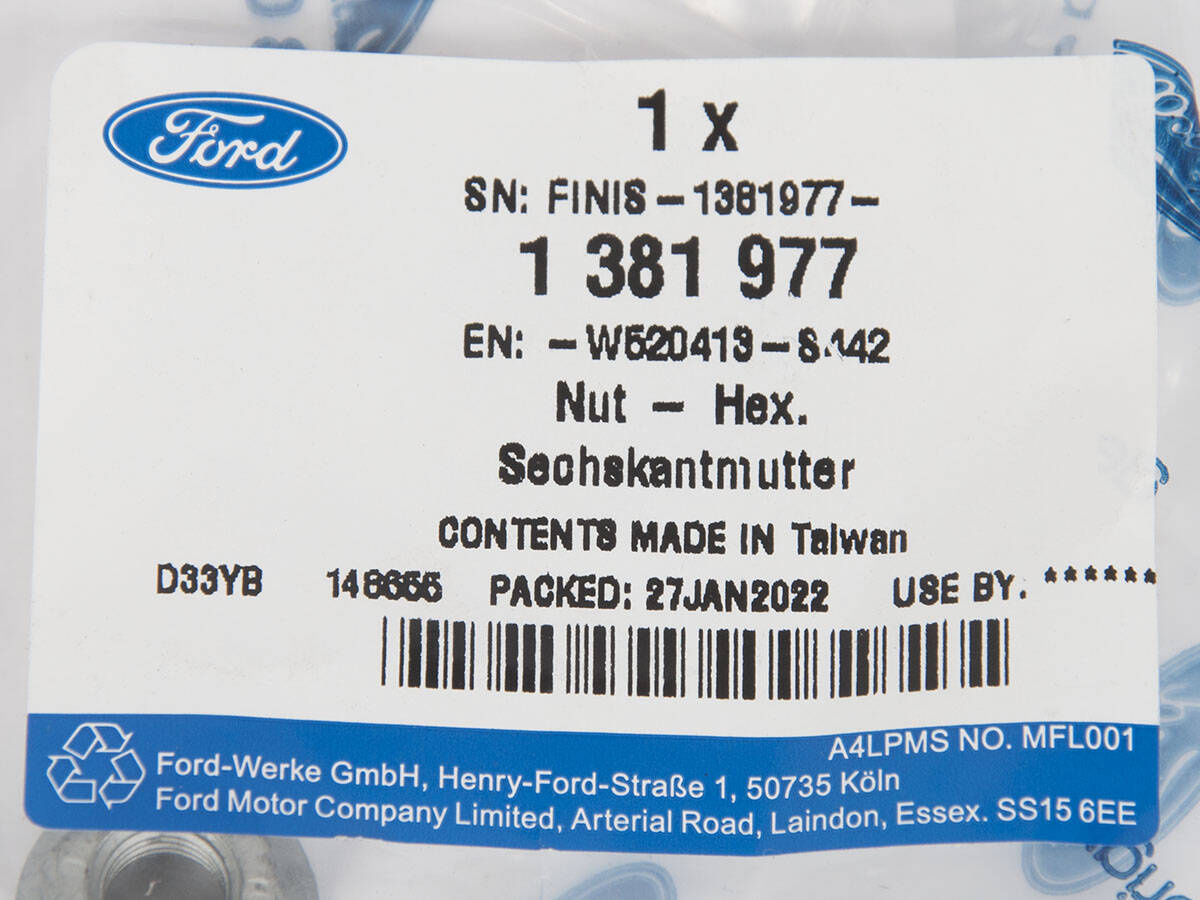 Ford
1 x
SN: FINIS-1381977-
1 381 977
EN: -W520413-S442
Nut - Hex.
Sechskantmutter
CONTENTS MADE IN Taiwan
D33YB 148656 PACKED: 27JAN2022 USE BY. ******
A4LPMS NO. MFL001
Ford-Werke GmbH, Henry-Ford-Straße 1, 50735 Köln
Ford Motor Company Limited, Arterial Road, Laindon, Essex. SS15 6EE